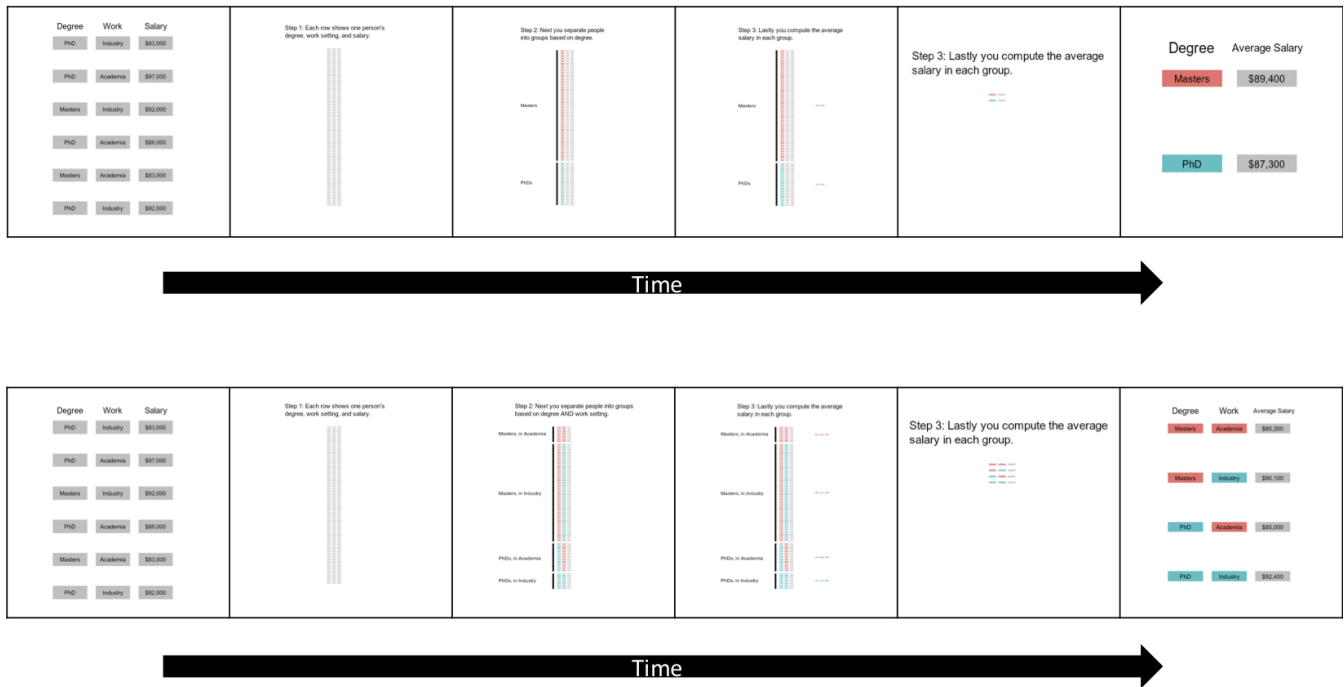 Degree Work Salary
PhD Industry $83,000
PhD Academia $97,000
Masters Industry $92,000
PhD Academia $89,000
Masters Academia $83,000
PhD Industry $92,000
Step 1: Each row shows one person's
degree, work setting, and salary.
Step 2: Next you separate people
into groups based on degree.
Masters
PhDs
Step 3: Lastly you compute the average
salary in each group.
Masters
PhDs
Step 3: Lastly you compute the average
salary in each group.
Degree Average Salary
Masters $89,400
PhD $87,300
Time
Degree Work Salary
PhD Industry $83,000
PhD Academia $97,000
Masters Industry $92,000
PhD Academia $89,000
Masters Academia $83,000
PhD Industry $92,000
Step 1: Each row shows one person's
degree, work setting, and salary.
Step 2: Next you separate people into groups
based on degree AND work setting.
Masters, in Academia
Masters, in Industry
PhDs, in Academia
PhDs, in Industry
Step 3: Lastly you compute the average
salary in each group.
Masters, in Academia
Masters, in Industry
PhDs, in Academia
PhDs, in Industry
Step 3: Lastly you compute the average
salary in each group.
Degree Work Average Salary
Masters Academia $80,300
Masters Industry $90,100
PhD Academia $85,000
PhD Industry $92,400
Time